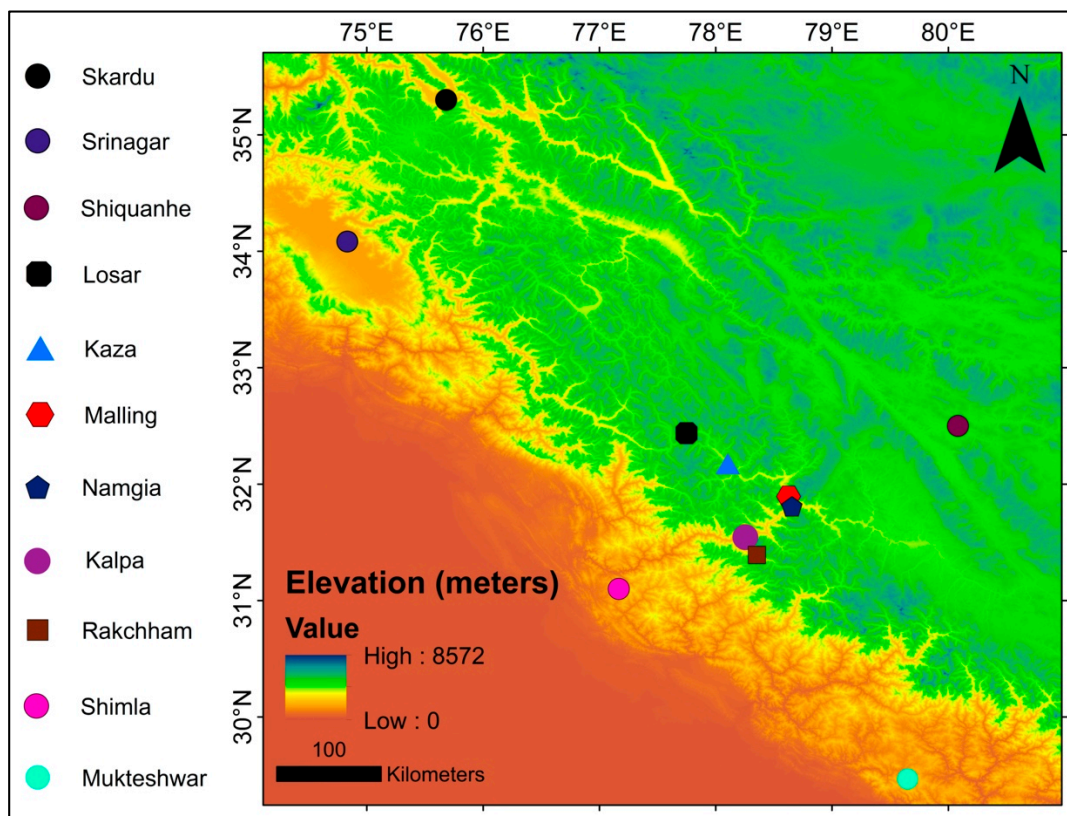 75°E 76°E 77°E 78°E 79°E 80°E
Skardu
Srinagar
Shiquanhe
Losar
Kaza
Malling
Namgia
Kalpa
Rakchham
Shimla
Mukteshwar
35°N
34°N
33°N
32°N
31°N
30°N
N
Elevation (meters)
Value
High : 8572
Low : 0
100
Kilometers